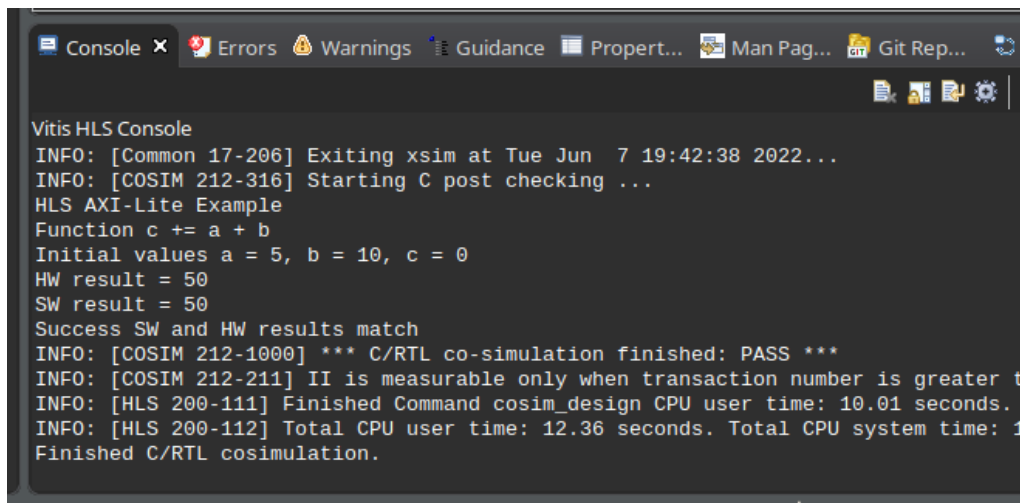 Console Errors Warnings Guidance Propert... Man Pag... Git Rep...
Vitis HLS Console
INFO: [Common 17-206] Exiting xsim at Tue Jun  7 19:42:38 2022...
INFO: [COSIM 212-316] Starting C post checking ...
HLS AXI-Lite Example
Function c += a + b
Initial values a = 5, b = 10, c = 0
HW result = 50
SW result = 50
Success SW and HW results match
INFO: [COSIM 212-1000] *** C/RTL co-simulation finished: PASS ***
INFO: [COSIM 212-211] II is measurable only when transaction number is greater t
INFO: [HLS 200-111] Finished Command cosim_design CPU user time: 10.01 seconds.
INFO: [HLS 200-112] Total CPU user time: 12.36 seconds. Total CPU system time: 1
Finished C/RTL cosimulation.